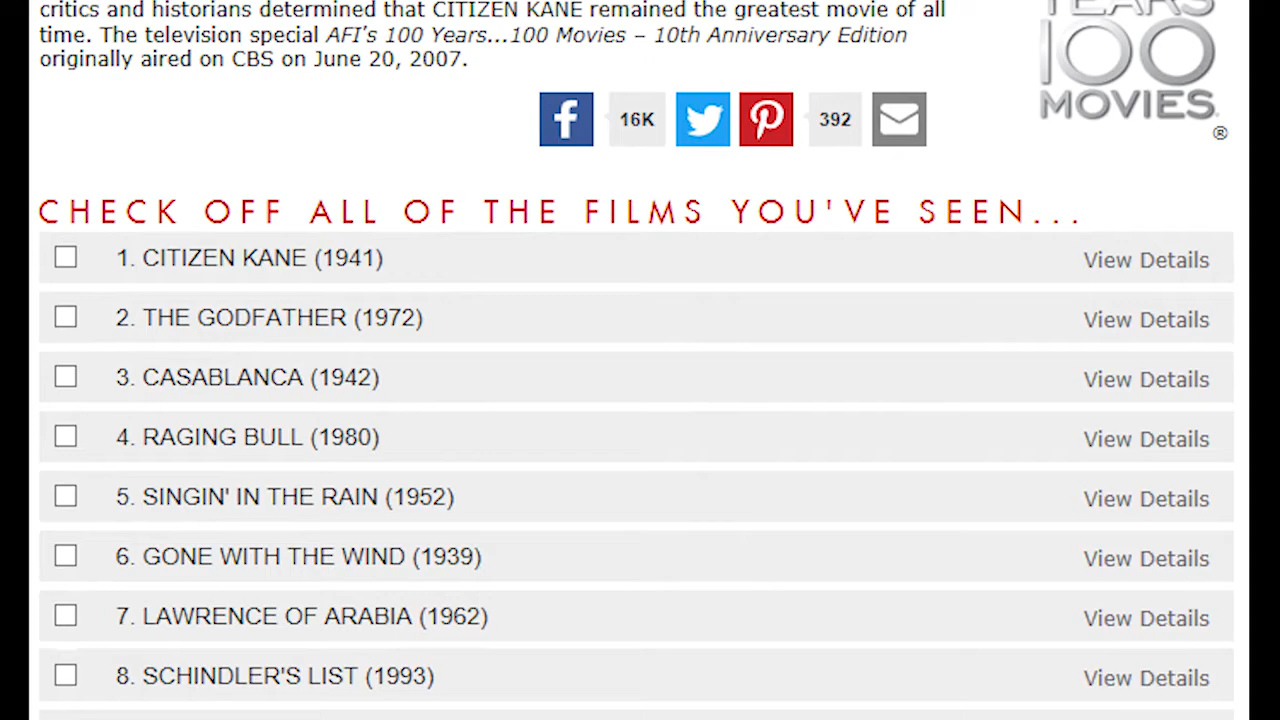 critics and historians determined that CITIZEN KANE remained the greatest movie of all
time. The television special AFI's 100 Years...100 Movies – 10th Anniversary Edition
originally aired on CBS on June 20, 2007.
YEARS
100
MOVIES.
®
16K
392
CHECK OFF ALL OF THE FILMS YOU'VE SEEN...
1. CITIZEN KANE (1941) View Details
2. THE GODFATHER (1972) View Details
3. CASABLANCA (1942) View Details
4. RAGING BULL (1980) View Details
5. SINGIN' IN THE RAIN (1952) View Details
6. GONE WITH THE WIND (1939) View Details
7. LAWRENCE OF ARABIA (1962) View Details
8. SCHINDLER'S LIST (1993) View Details